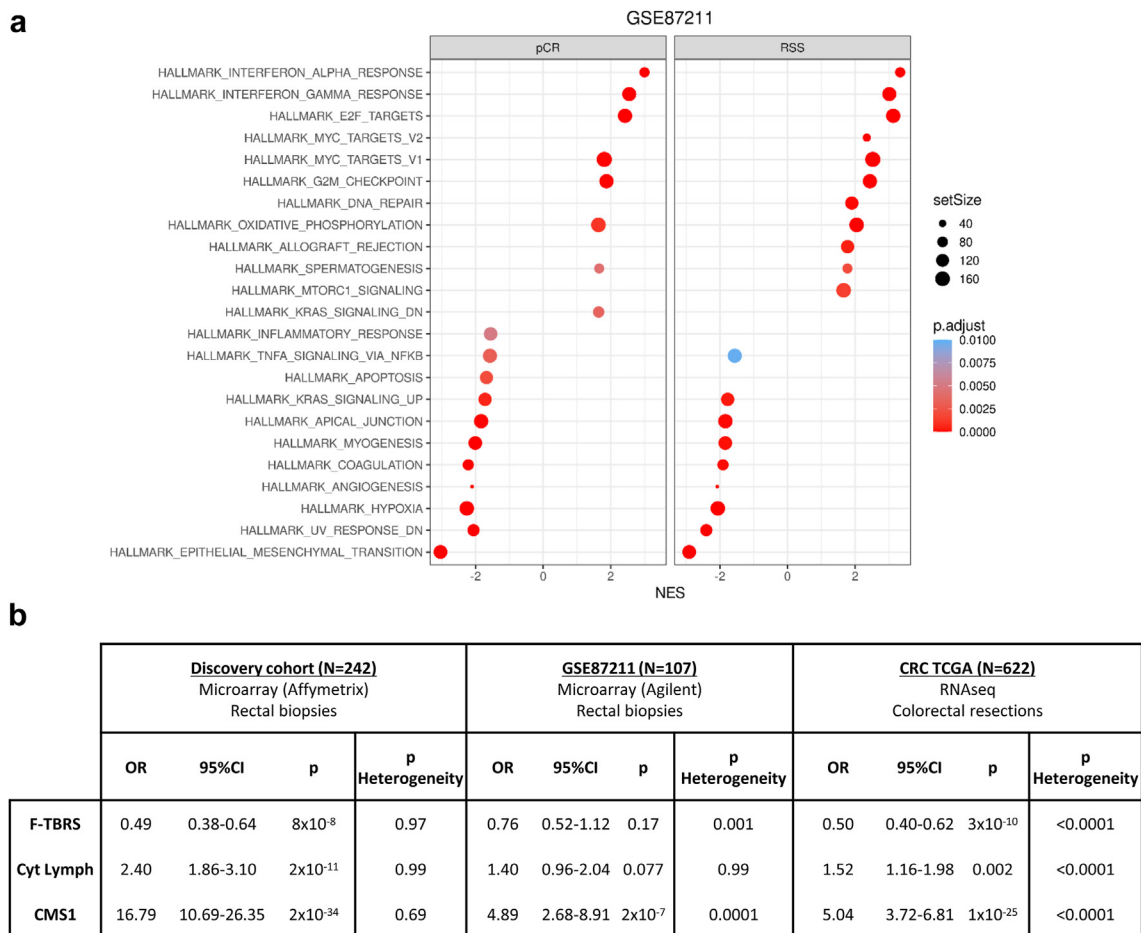 a
GSE87211
pCR
RSS
HALLMARK_INTERFERON_ALPHA_RESPONSE
HALLMARK_INTERFERON_GAMMA_RESPONSE
HALLMARK_E2F_TARGETS
HALLMARK_MYC_TARGETS_V2
HALLMARK_MYC_TARGETS_V1
HALLMARK_G2M_CHECKPOINT
HALLMARK_DNA_REPAIR
HALLMARK_OXIDATIVE_PHOSPHORYLATION
HALLMARK_ALLOGRAFT_REJECTION
HALLMARK_SPERMATOGENESIS
HALLMARK_MTORC1_SIGNALING
HALLMARK_KRAS_SIGNALING_DN
HALLMARK_INFLAMMATORY_RESPONSE
HALLMARK_TNFA_SIGNALING_VIA_NFKB
HALLMARK_APOPTOSIS
HALLMARK_KRAS_SIGNALING_UP
HALLMARK_APICAL_JUNCTION
HALLMARK_MYOGENESIS
HALLMARK_COAGULATION
HALLMARK_ANGIOGENESIS
HALLMARK_HYPOXIA
HALLMARK_UV_RESPONSE_DN
HALLMARK_EPITHELIAL_MESENCHYMAL_TRANSITION
-2 0 2 -2 0 2
NES
setSize
40
80
120
160
p.adjust
0.0100
0.0075
0.0050
0.0025
0.0000
b
Discovery cohort (N=242)
Microarray (Affymetrix)
Rectal biopsies
GSE87211 (N=107)
Microarray (Agilent)
Rectal biopsies
CRC TCGA (N=622)
RNAseq
Colorectal resections
OR 95%CI p p Heterogeneity OR 95%CI p p Heterogeneity OR 95%CI p p Heterogeneity
F-TBRS 0.49 0.38-0.64 8x10⁻⁸ 0.97 0.76 0.52-1.12 0.17 0.001 0.50 0.40-0.62 3x10⁻¹⁰ <0.0001
Cyt Lymph 2.40 1.86-3.10 2x10⁻¹¹ 0.99 1.40 0.96-2.04 0.077 0.99 1.52 1.16-1.98 0.002 <0.0001
CMS1 16.79 10.69-26.35 2x10⁻³⁴ 0.69 4.89 2.68-8.91 2x10⁻⁷ 0.0001 5.04 3.72-6.81 1x10⁻²⁵ <0.0001